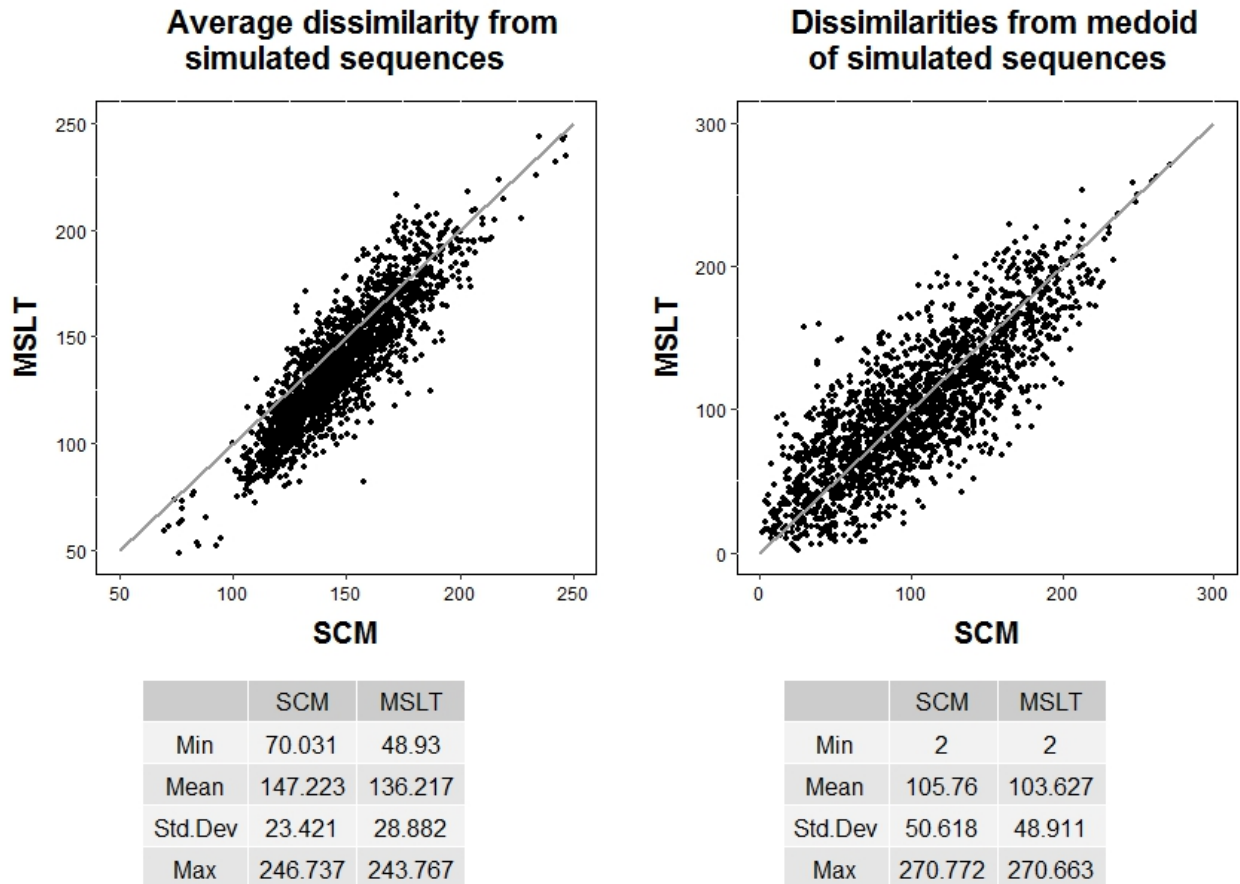 Average dissimilarity from
simulated sequences
250
200
150
100
50
MSLT
50 100 150 200 250
SCM
SCM MSLT
Min 70.031 48.93
Mean 147.223 136.217
Std.Dev 23.421 28.882
Max 246.737 243.767
Dissimilarities from medoid
of simulated sequences
300
200
100
0
MSLT
0 100 200 300
SCM
SCM MSLT
Min 2 2
Mean 105.76 103.627
Std.Dev 50.618 48.911
Max 270.772 270.663